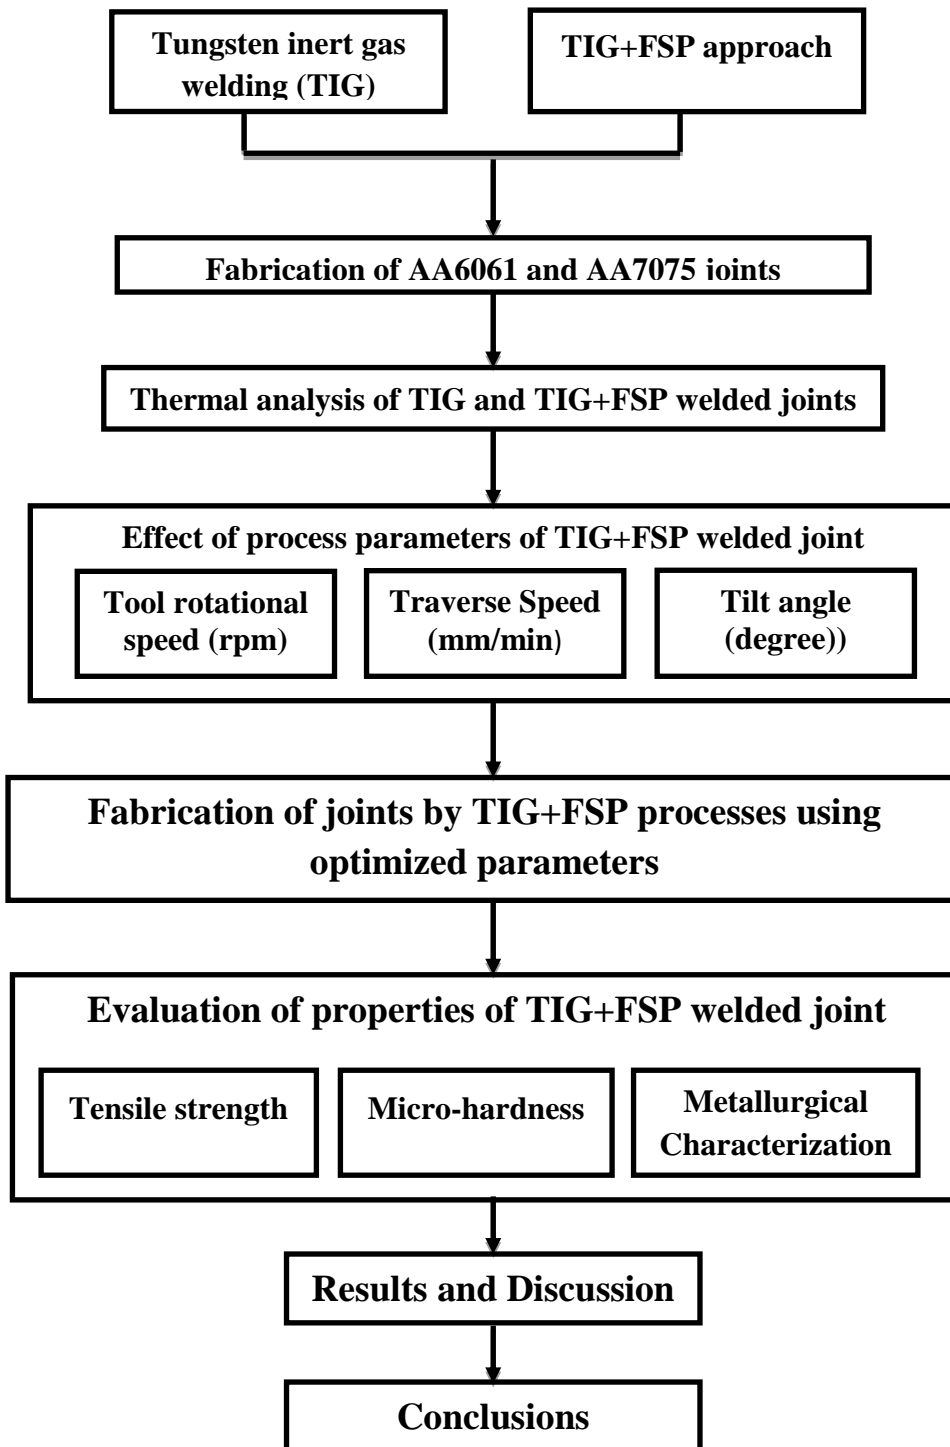 Tungsten inert gas
welding (TIG)
TIG+FSP approach
Fabrication of AA6061 and AA7075 joints
Thermal analysis of TIG and TIG+FSP welded joints
Effect of process parameters of TIG+FSP welded joint
Tool rotational
speed (rpm)
Traverse Speed
(mm/min)
Tilt angle
(degree))
Fabrication of joints by TIG+FSP processes using
optimized parameters
Evaluation of properties of TIG+FSP welded joint
Tensile strength
Micro-hardness
Metallurgical
Characterization
Results and Discussion
Conclusions